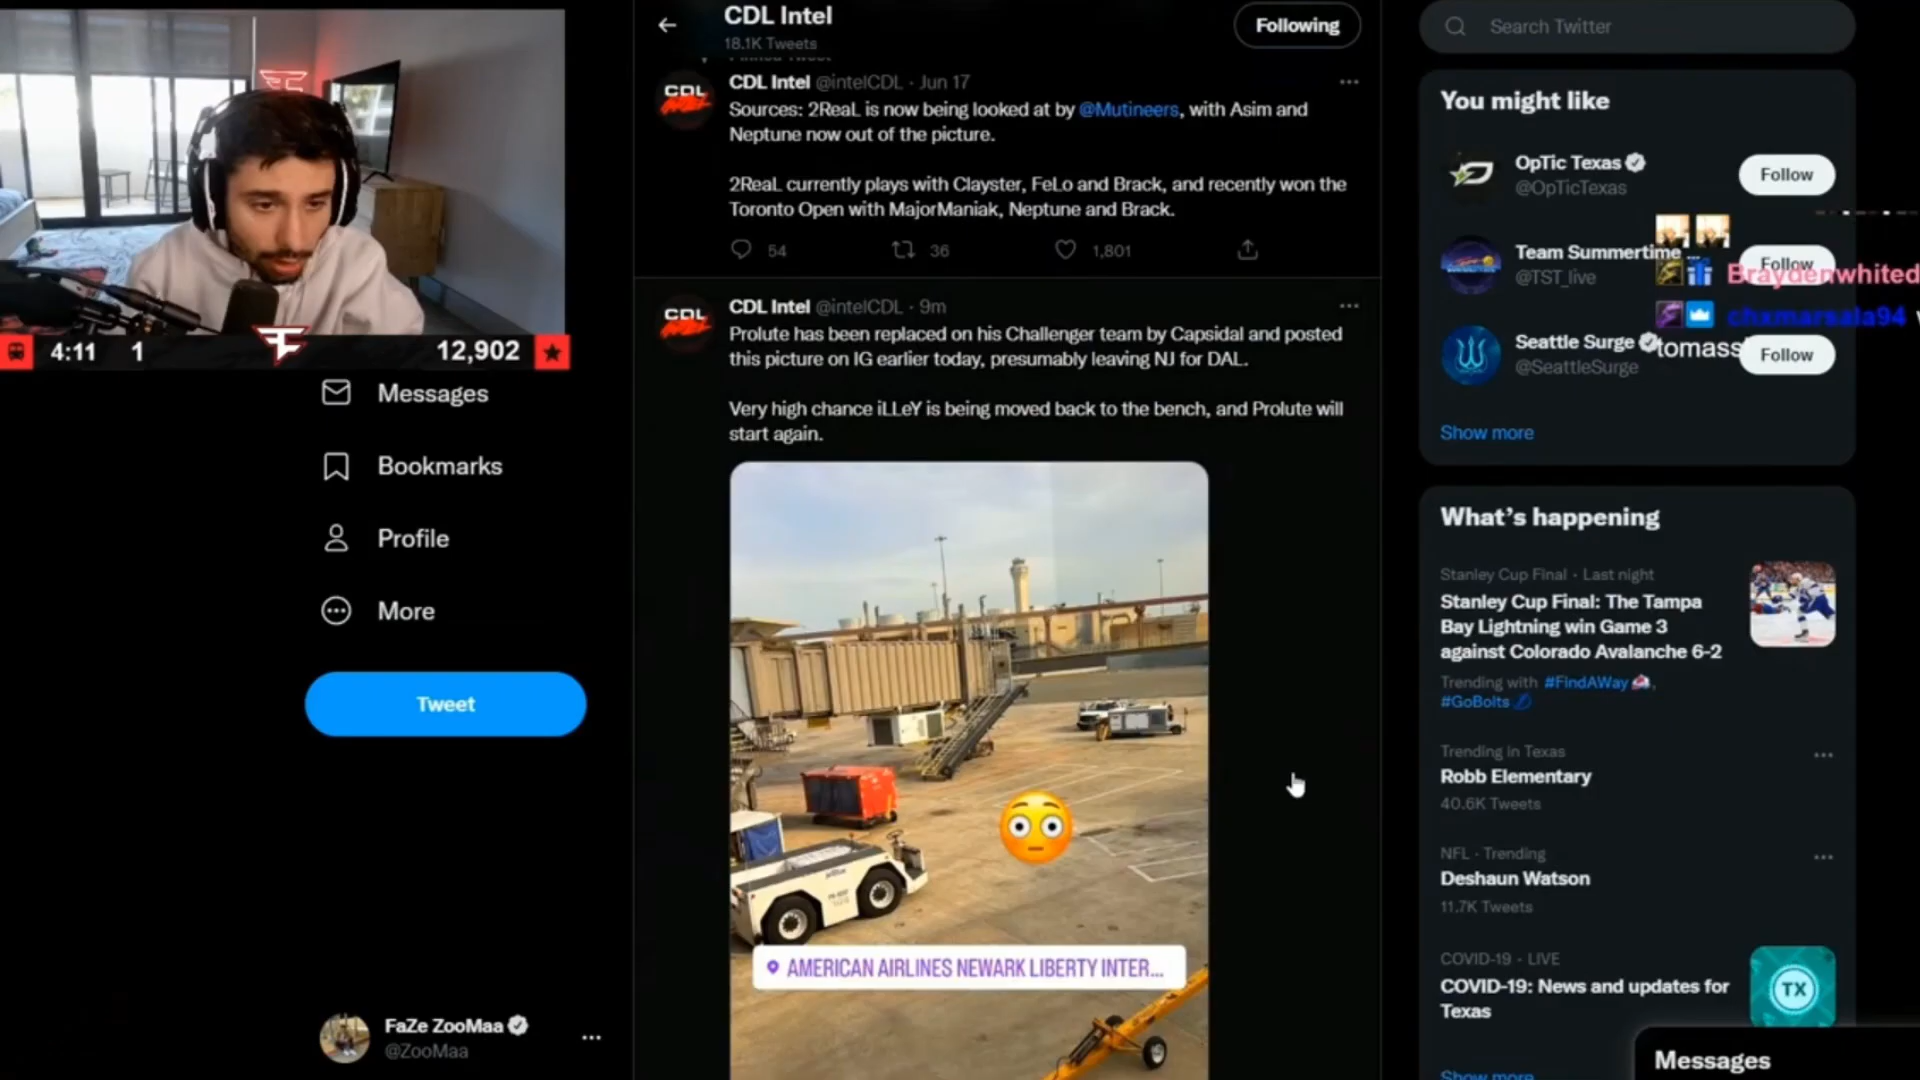 CDL Intel
18.1K Tweets
Following
CDL Intel @intelCDL · Jun 17
Sources: 2ReaL is now being looked at by @Mutineers, with Asim and
Neptune now out of the picture.
2ReaL currently plays with Clayster, FeLo and Brack, and recently won the
Toronto Open with MajorManiak, Neptune and Brack.
54
36
1,801
CDL Intel @intelCDL · 9m
Prolute has been replaced on his Challenger team by Capsidal and posted
this picture on IG earlier today, presumably leaving NJ for DAL.
Very high chance iLLeY is being moved back to the bench, and Prolute will
start again.
AMERICAN AIRLINES NEWARK LIBERTY INTER...
4:11
1
12,902
Messages
Bookmarks
Profile
More
Tweet
FaZe ZooMaa
@ZooMaa
Search Twitter
You might like
OpTic Texas
@OpTicTexas
Follow
Team Summertime ...
@TST_live
Follow
Braydenwhited
chxmarsala94
Seattle Surge
@SeattleSurge
tomass
Follow
Show more
What's happening
Stanley Cup Final · Last night
Stanley Cup Final: The Tampa
Bay Lightning win Game 3
against Colorado Avalanche 6-2
Trending with #FindAWay,
#GoBolts
Trending in Texas
Robb Elementary
40.6K Tweets
NFL · Trending
Deshaun Watson
11.7K Tweets
COVID-19 · LIVE
COVID-19: News and updates for
Texas
TX
Show more
Messages